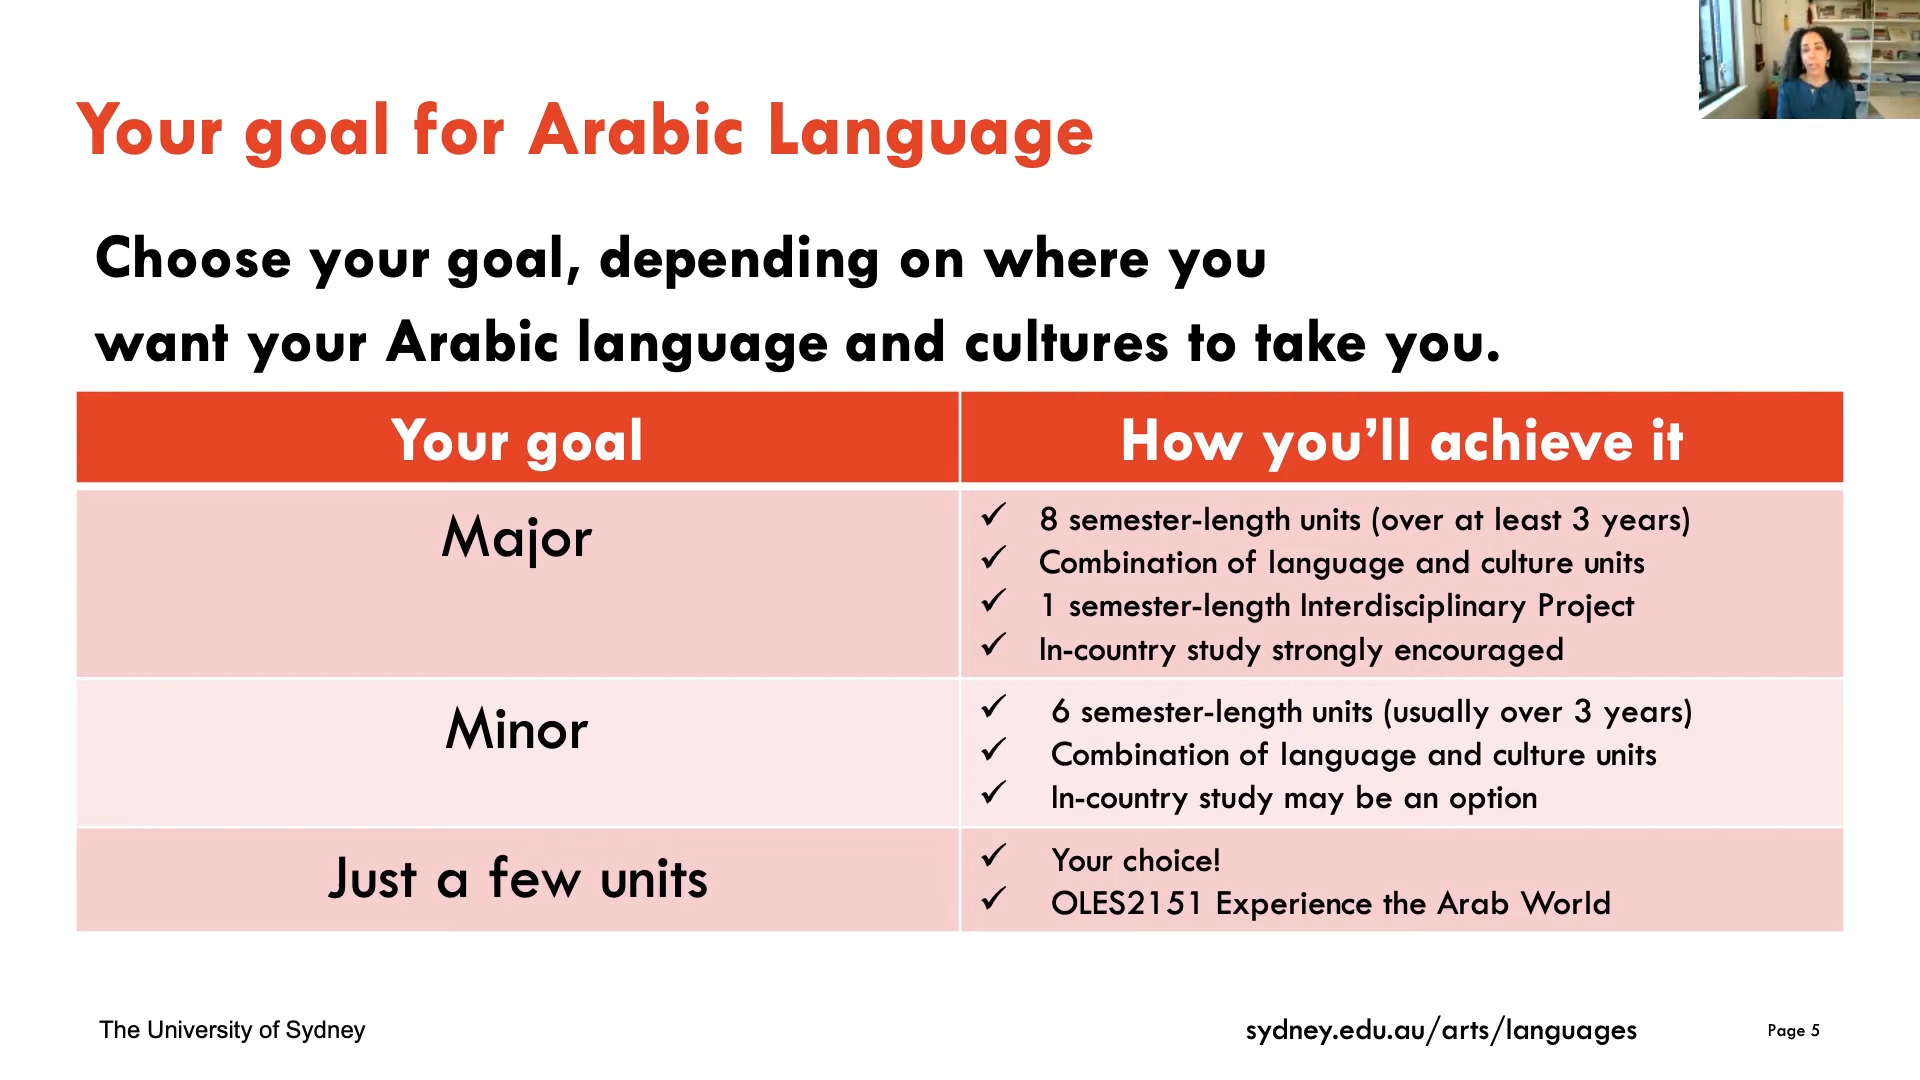 Your goal for Arabic Language
Choose your goal, depending on where you
want your Arabic language and cultures to take you.
Your goal
How you’ll achieve it
Major
✓ 8 semester-length units (over at least 3 years)
✓ Combination of language and culture units
✓ 1 semester-length Interdisciplinary Project
✓ In-country study strongly encouraged
Minor
✓ 6 semester-length units (usually over 3 years)
✓ Combination of language and culture units
✓ In-country study may be an option
Just a few units
✓ Your choice!
✓ OLES2151 Experience the Arab World
The University of Sydney
sydney.edu.au/arts/languages
Page 5